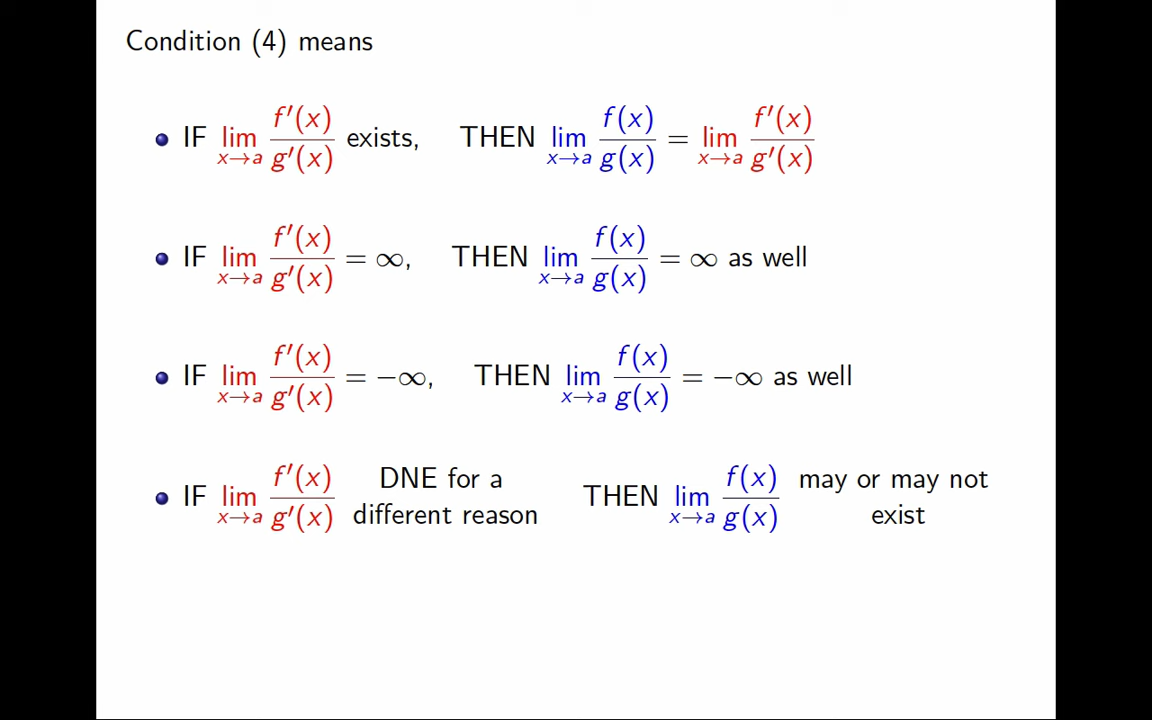 Condition (4) means
• IF lim x→a f′(x)/g′(x) exists, THEN lim x→a f(x)/g(x) = lim x→a f′(x)/g′(x)
• IF lim x→a f′(x)/g′(x) = ∞, THEN lim x→a f(x)/g(x) = ∞ as well
• IF lim x→a f′(x)/g′(x) = −∞, THEN lim x→a f(x)/g(x) = −∞ as well
• IF lim x→a f′(x)/g′(x) DNE for a different reason THEN lim x→a f(x)/g(x) may or may not exist